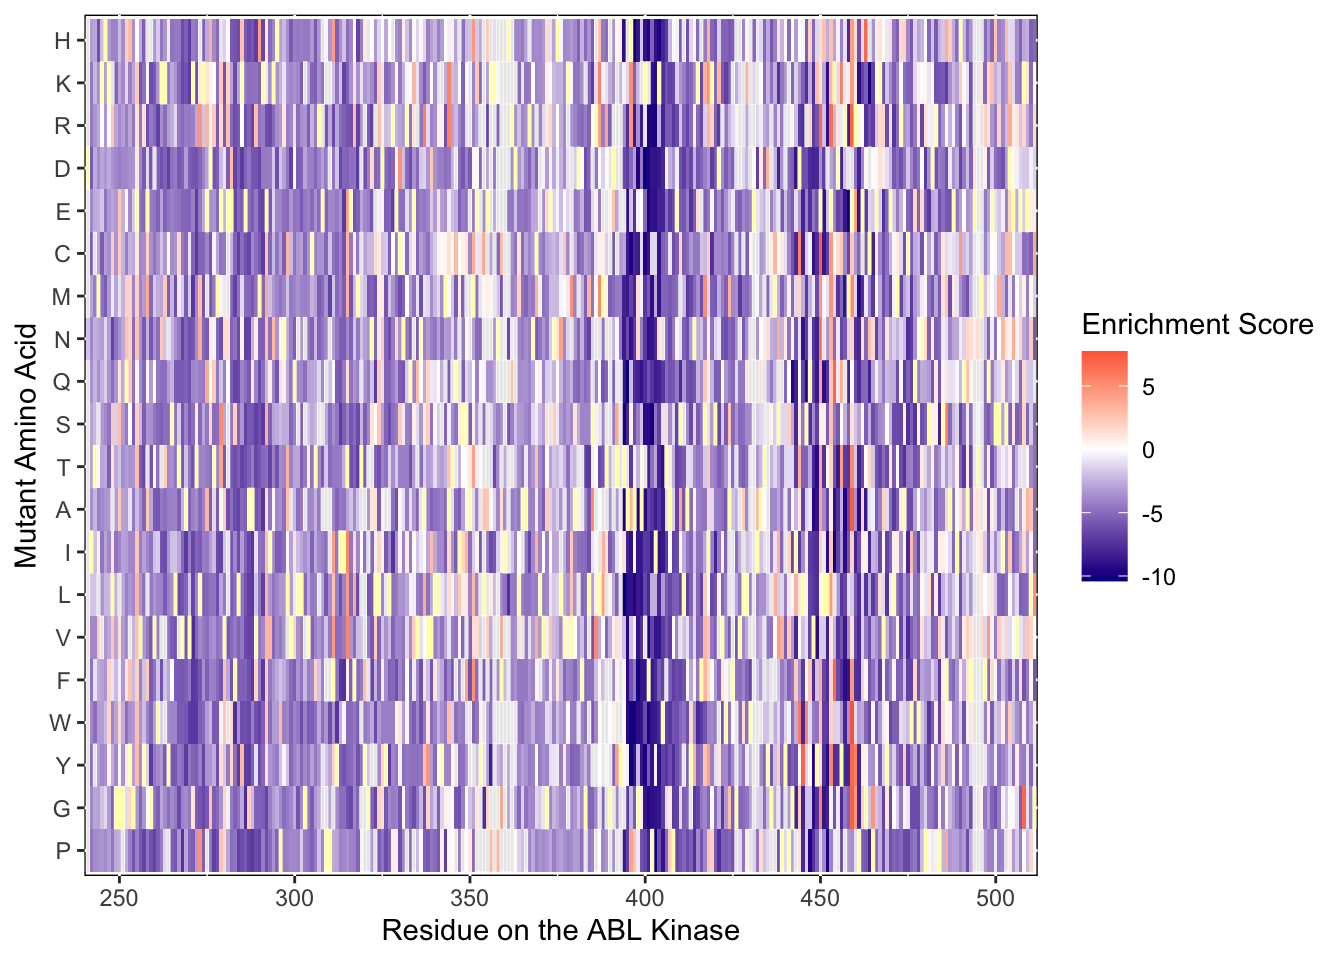 H
K
R
D
E
C
M
N
Q
S
T
A
I
L
V
F
W
Y
G
P
Mutant Amino Acid
250 300 350 400 450 500
Residue on the ABL Kinase
Enrichment Score
5
0
-5
-10